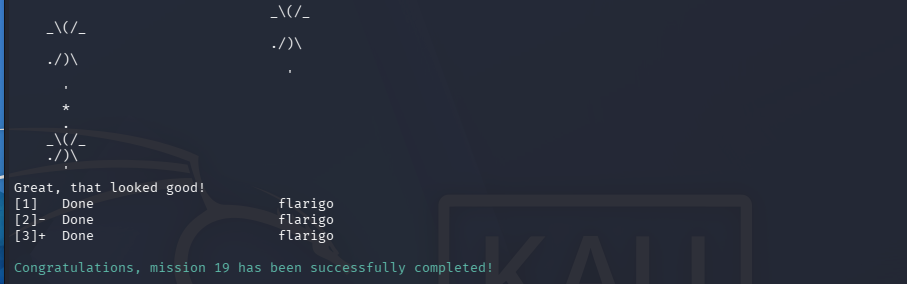 _\(/_
    _\(/_
                                ./)\
    ./)\
                                  '
      '
      *
      .
    _\(/_
    ./)\
      '
Great, that looked good!
[1]   Done                       flarigo
[2]-  Done                       flarigo
[3]+  Done                       flarigo
Congratulations, mission 19 has been successfully completed!
KALI